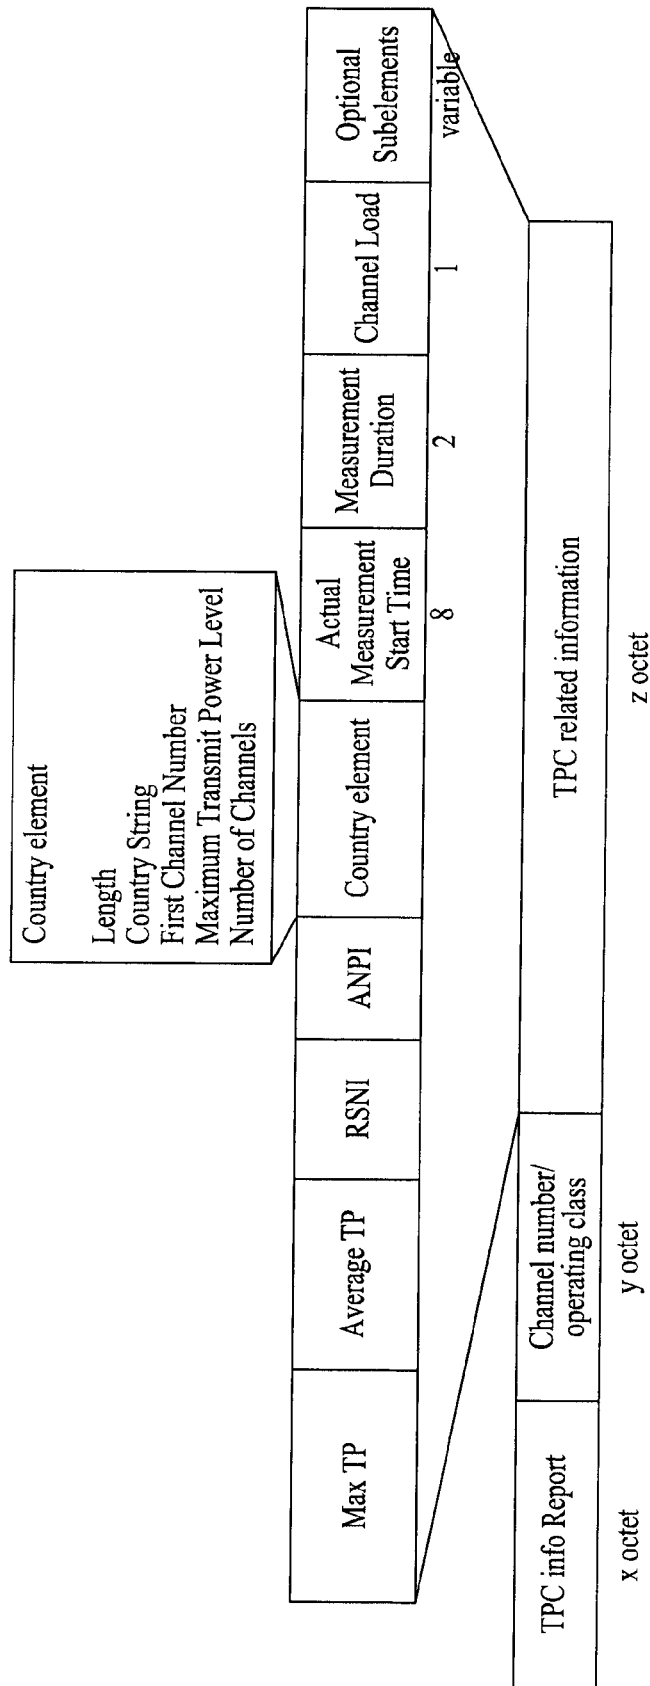 Country element
Length
Country String
First Channel Number
Maximum Transmit Power Level
Number of Channels
Max TP
Average TP
RSNI
ANPI
Country element
Actual
Measurement
Start Time
Measurement
Duration
Channel Load
Optional
Subelements
8
2
1
variable
TPC info Report
Channel number/
operating class
TPC related information
x octet
y octet
z octet